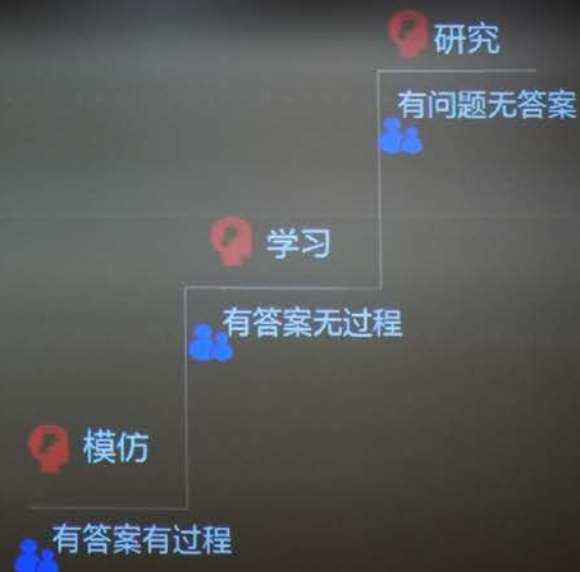 研究
有问题无答案
学习
有答案无过程
模仿
有答案有过程